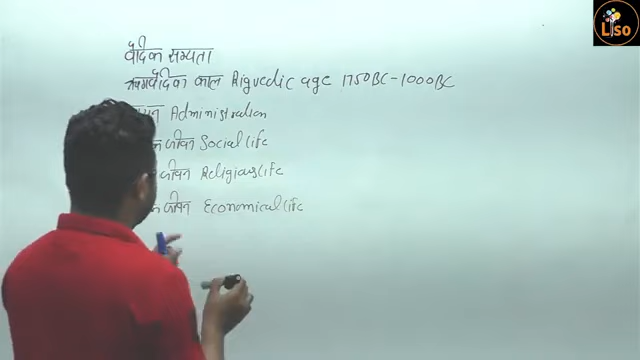 वैदिक सभ्यता
ऋग्वैदिक काल Rigvedic age 1750BC-1000BC
Administration
जीवन Social life
जीवन Religious life
जीवन Economical life
Liso